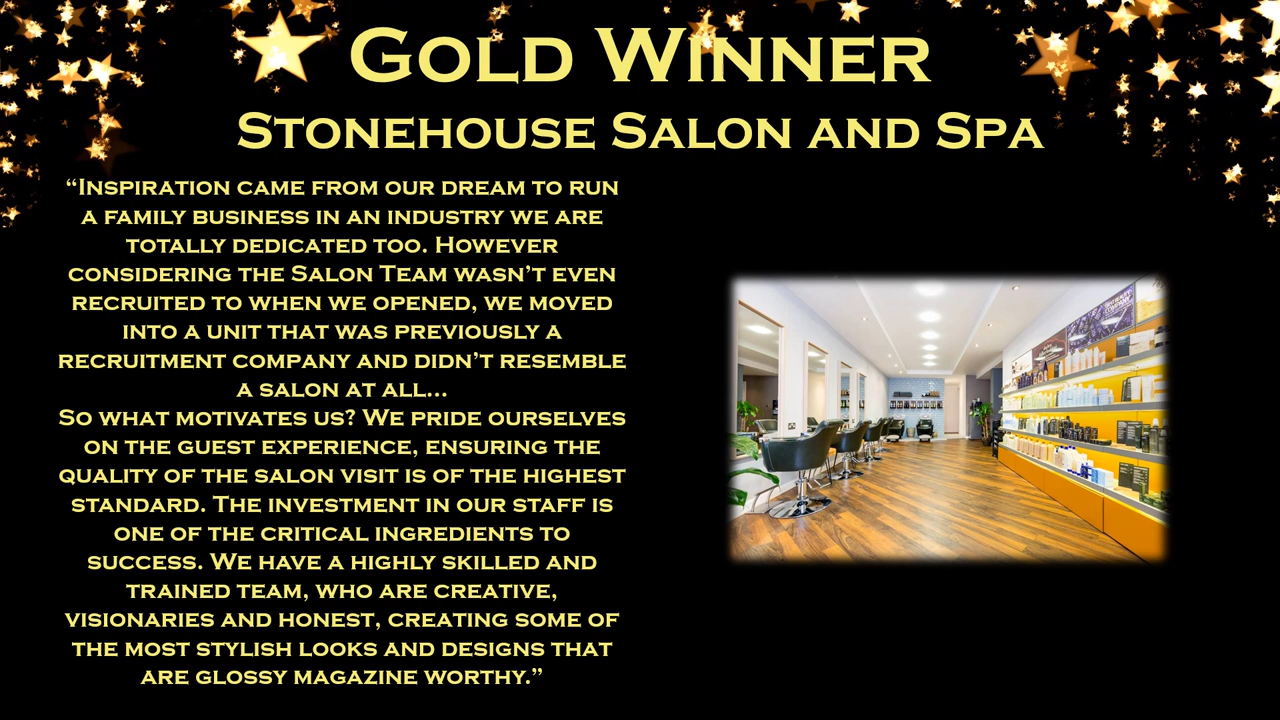 Gold Winner
Stonehouse Salon and Spa
“Inspiration came from our dream to run
a family business in an industry we are
totally dedicated too. However
considering the Salon Team wasn’t even
recruited to when we opened, we moved
into a unit that was previously a
recruitment company and didn’t resemble
a salon at all...
So what motivates us? We pride ourselves
on the guest experience, ensuring the
quality of the salon visit is of the highest
standard. The investment in our staff is
one of the critical ingredients to
success. We have a highly skilled and
trained team, who are creative,
visionaries and honest, creating some of
the most stylish looks and designs that
are glossy magazine worthy.”